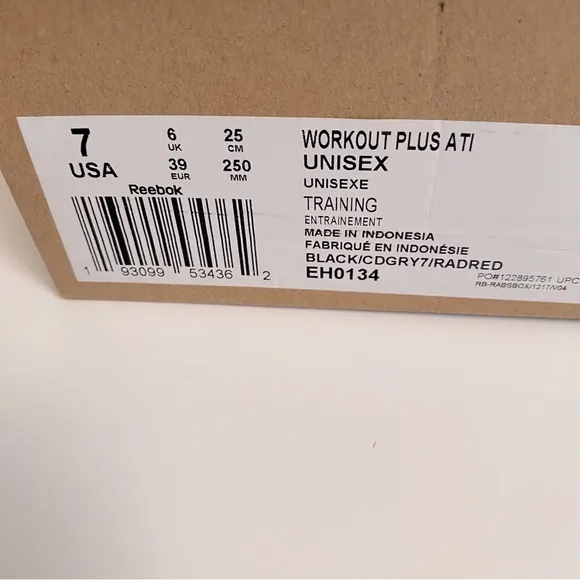 7 USA
6 UK
25 CM
39 EUR
250 MM
Reebok
1 93099 53436 2
WORKOUT PLUS ATI
UNISEX
UNISEXE
TRAINING
ENTRAINEMENT
MADE IN INDONESIA
FABRIQUÉ EN INDONÉSIE
BLACK/CDGRY7/RADRED
EH0134
PO#122895761 UPC
RB-RABSBOX/1217/V04